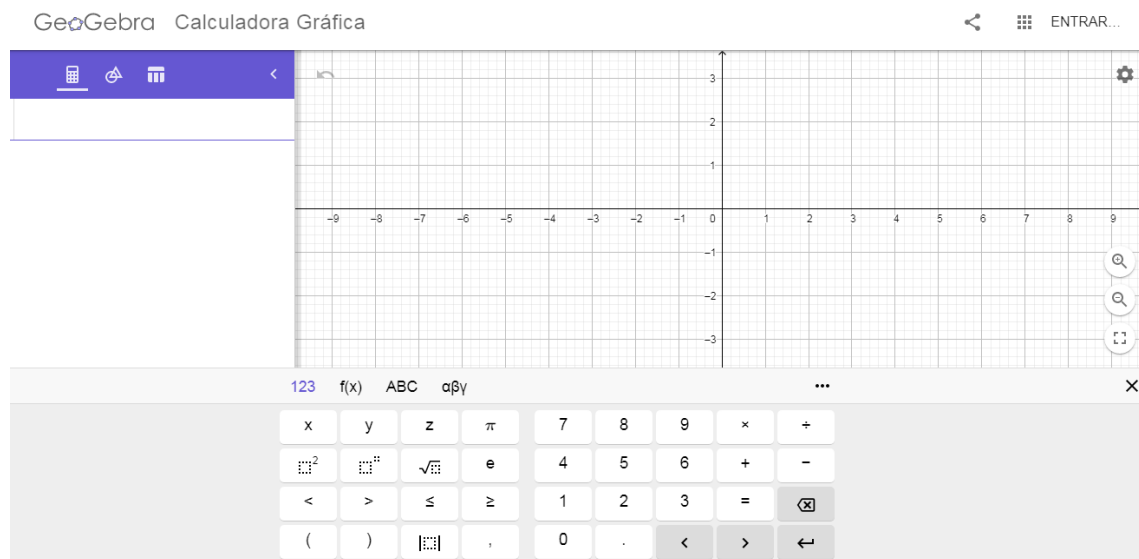 GeoGebra Calculadora Gráfica
ENTRAR...
3
2
1
-9 -8 -7 -6 -5 -4 -3 -2 -1 0 1 2 3 4 5 6 7 8 9
-1
-2
-3
123 f(x) ABC αβγ
x y z π 7 8 9 × ÷
² √ e 4 5 6 + −
< > ≤ ≥ 1 2 3 =
( ) | | , 0 . < >